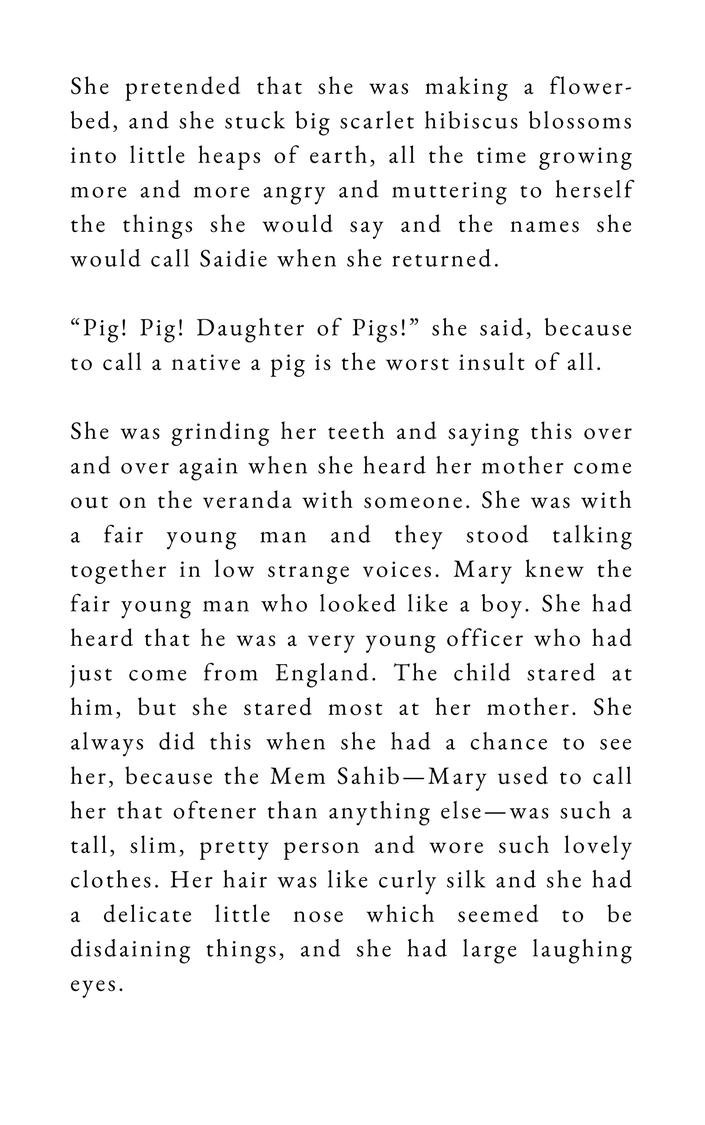 She pretended that she was making a flower-
bed, and she stuck big scarlet hibiscus blossoms
into little heaps of earth, all the time growing
more and more angry and muttering to herself
the things she would say and the names she
would call Saidie when she returned.

“Pig! Pig! Daughter of Pigs!” she said, because
to call a native a pig is the worst insult of all.

She was grinding her teeth and saying this over
and over again when she heard her mother come
out on the veranda with someone. She was with
a fair young man and they stood talking
together in low strange voices. Mary knew the
fair young man who looked like a boy. She had
heard that he was a very young officer who had
just come from England. The child stared at
him, but she stared most at her mother. She
always did this when she had a chance to see
her, because the Mem Sahib—Mary used to call
her that oftener than anything else—was such a
tall, slim, pretty person and wore such lovely
clothes. Her hair was like curly silk and she had
a delicate little nose which seemed to be
disdaining things, and she had large laughing
eyes.